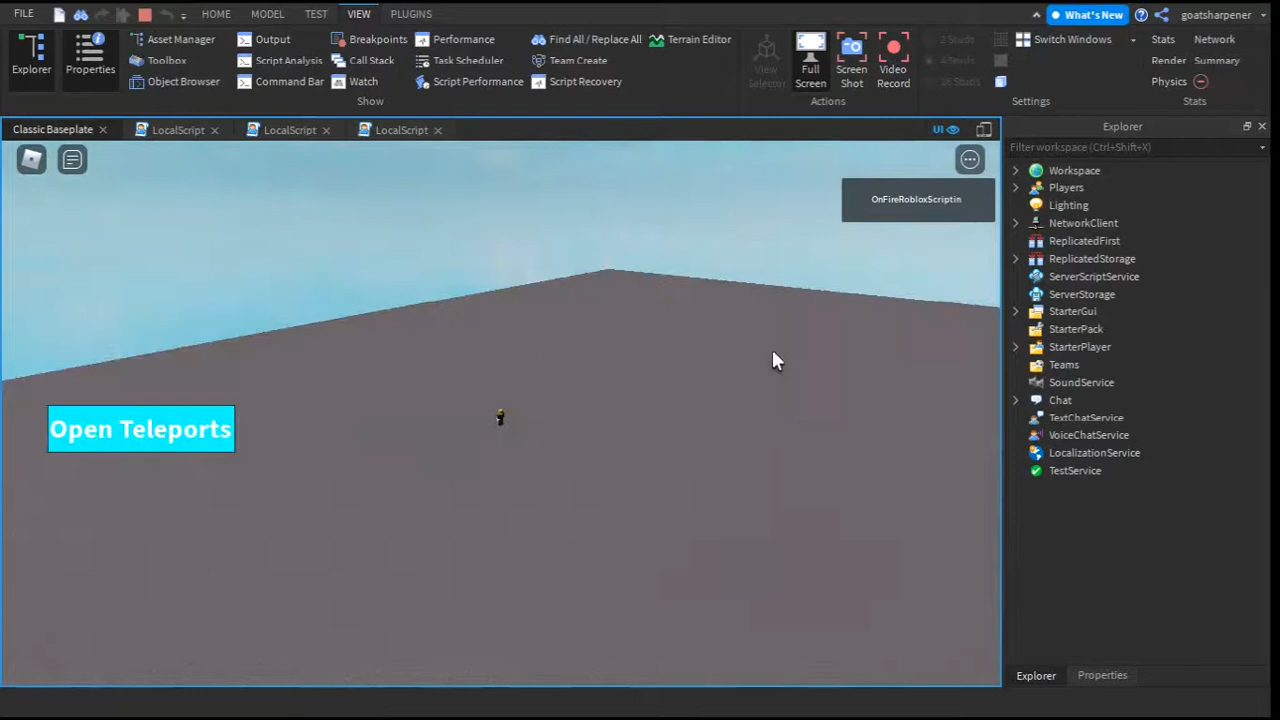 FILE HOME MODEL TEST VIEW PLUGINS What's New goatsharpener
Explorer
Properties
Asset Manager
Toolbox
Object Browser
Output
Script Analysis
Command Bar
Breakpoints
Call Stack
Watch
Performance
Task Scheduler
Script Performance
Find All / Replace All
Team Create
Script Recovery
Terrain Editor
Show
View
Selector
Full
Screen
Screen
Shot
Video
Record
Actions
2 Studs
4 Studs
16 Studs
Switch Windows
Settings
Stats Network
Render Summary
Physics
Stats
Classic Baseplate LocalScript LocalScript LocalScript UI
OnFireRobloxScriptin
Open Teleports
Explorer
Filter workspace (Ctrl+Shift+X)
Workspace
Players
Lighting
NetworkClient
ReplicatedFirst
ReplicatedStorage
ServerScriptService
ServerStorage
StarterGui
StarterPack
StarterPlayer
Teams
SoundService
Chat
TextChatService
VoiceChatService
LocalizationService
TestService
Explorer Properties